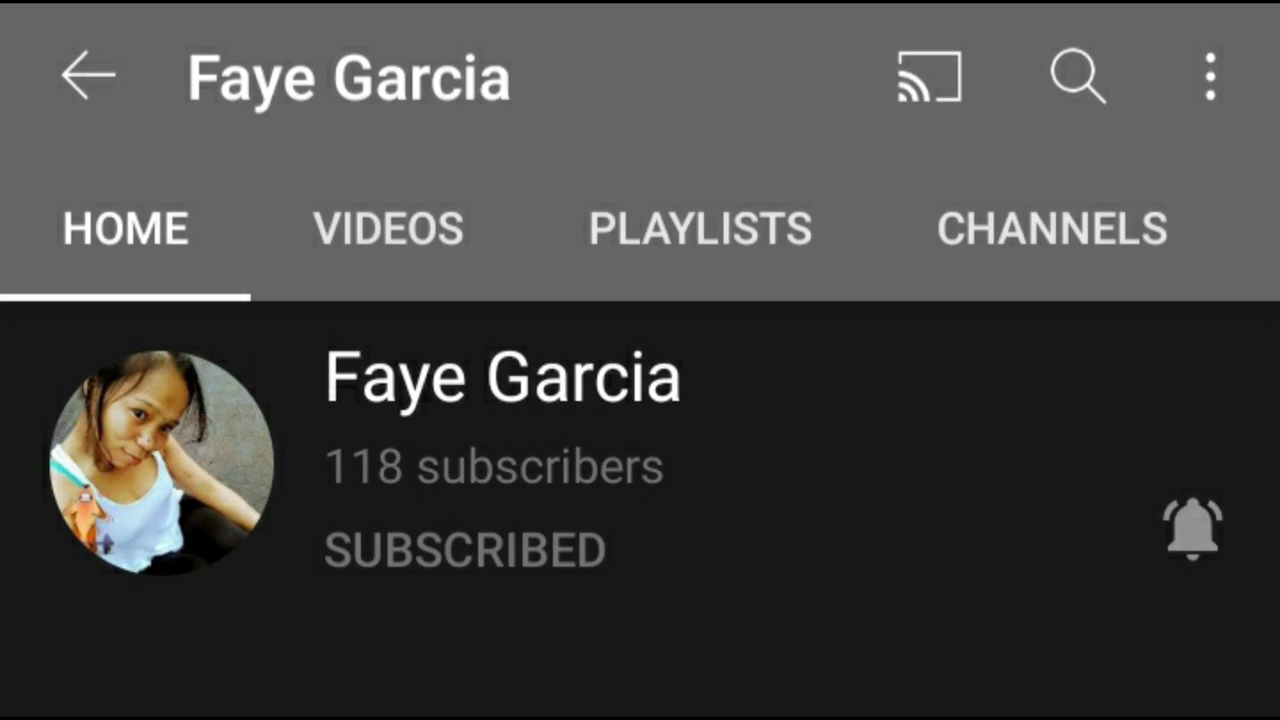 Faye Garcia
HOME VIDEOS PLAYLISTS CHANNELS
Faye Garcia
118 subscribers
SUBSCRIBED